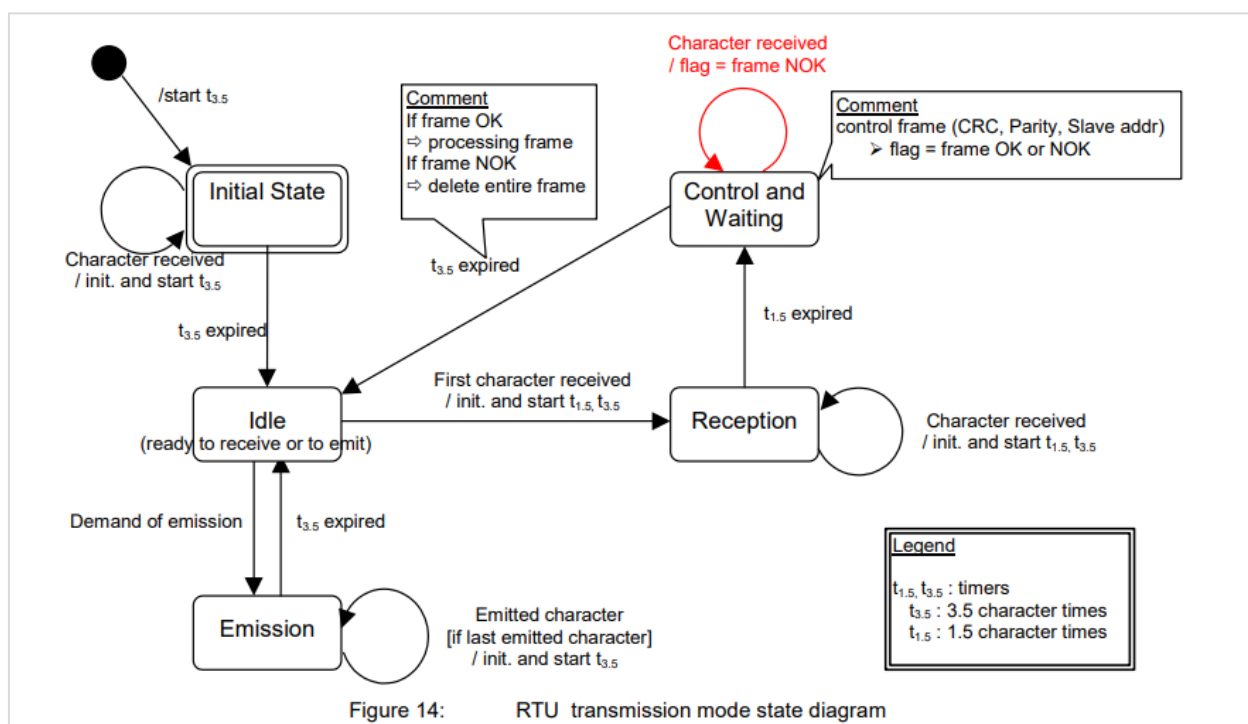 Character received
/ flag = frame NOK
/start t3.5
Comment
If frame OK
⇨ processing frame
If frame NOK
⇨ delete entire frame
Comment
control frame (CRC, Parity, Slave addr)
➢ flag = frame OK or NOK
Initial State
Control and
Waiting
Character received
/ init. and start t3.5
t3.5 expired
t3.5 expired
t1.5 expired
First character received
/ init. and start t1.5, t3.5
Idle
(ready to receive or to emit)
Reception
Character received
/ init. and start t1.5, t3.5
Demand of emission
t3.5 expired
Emission
Emitted character
[if last emitted character]
/ init. and start t3.5
Legend
t1.5, t3.5 : timers
t3.5 : 3.5 character times
t1.5 : 1.5 character times
Figure 14: RTU transmission mode state diagram